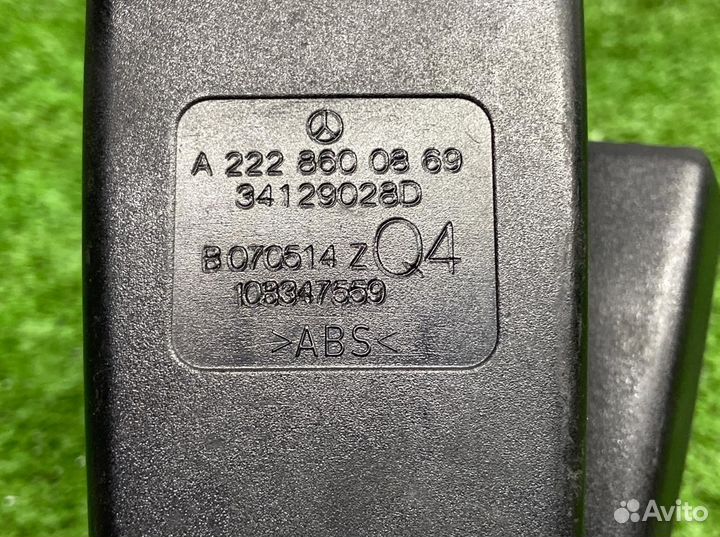 A 222 860 08 69
34129028D
B 070514 Z Q4
108347559
>ABS<
Avito